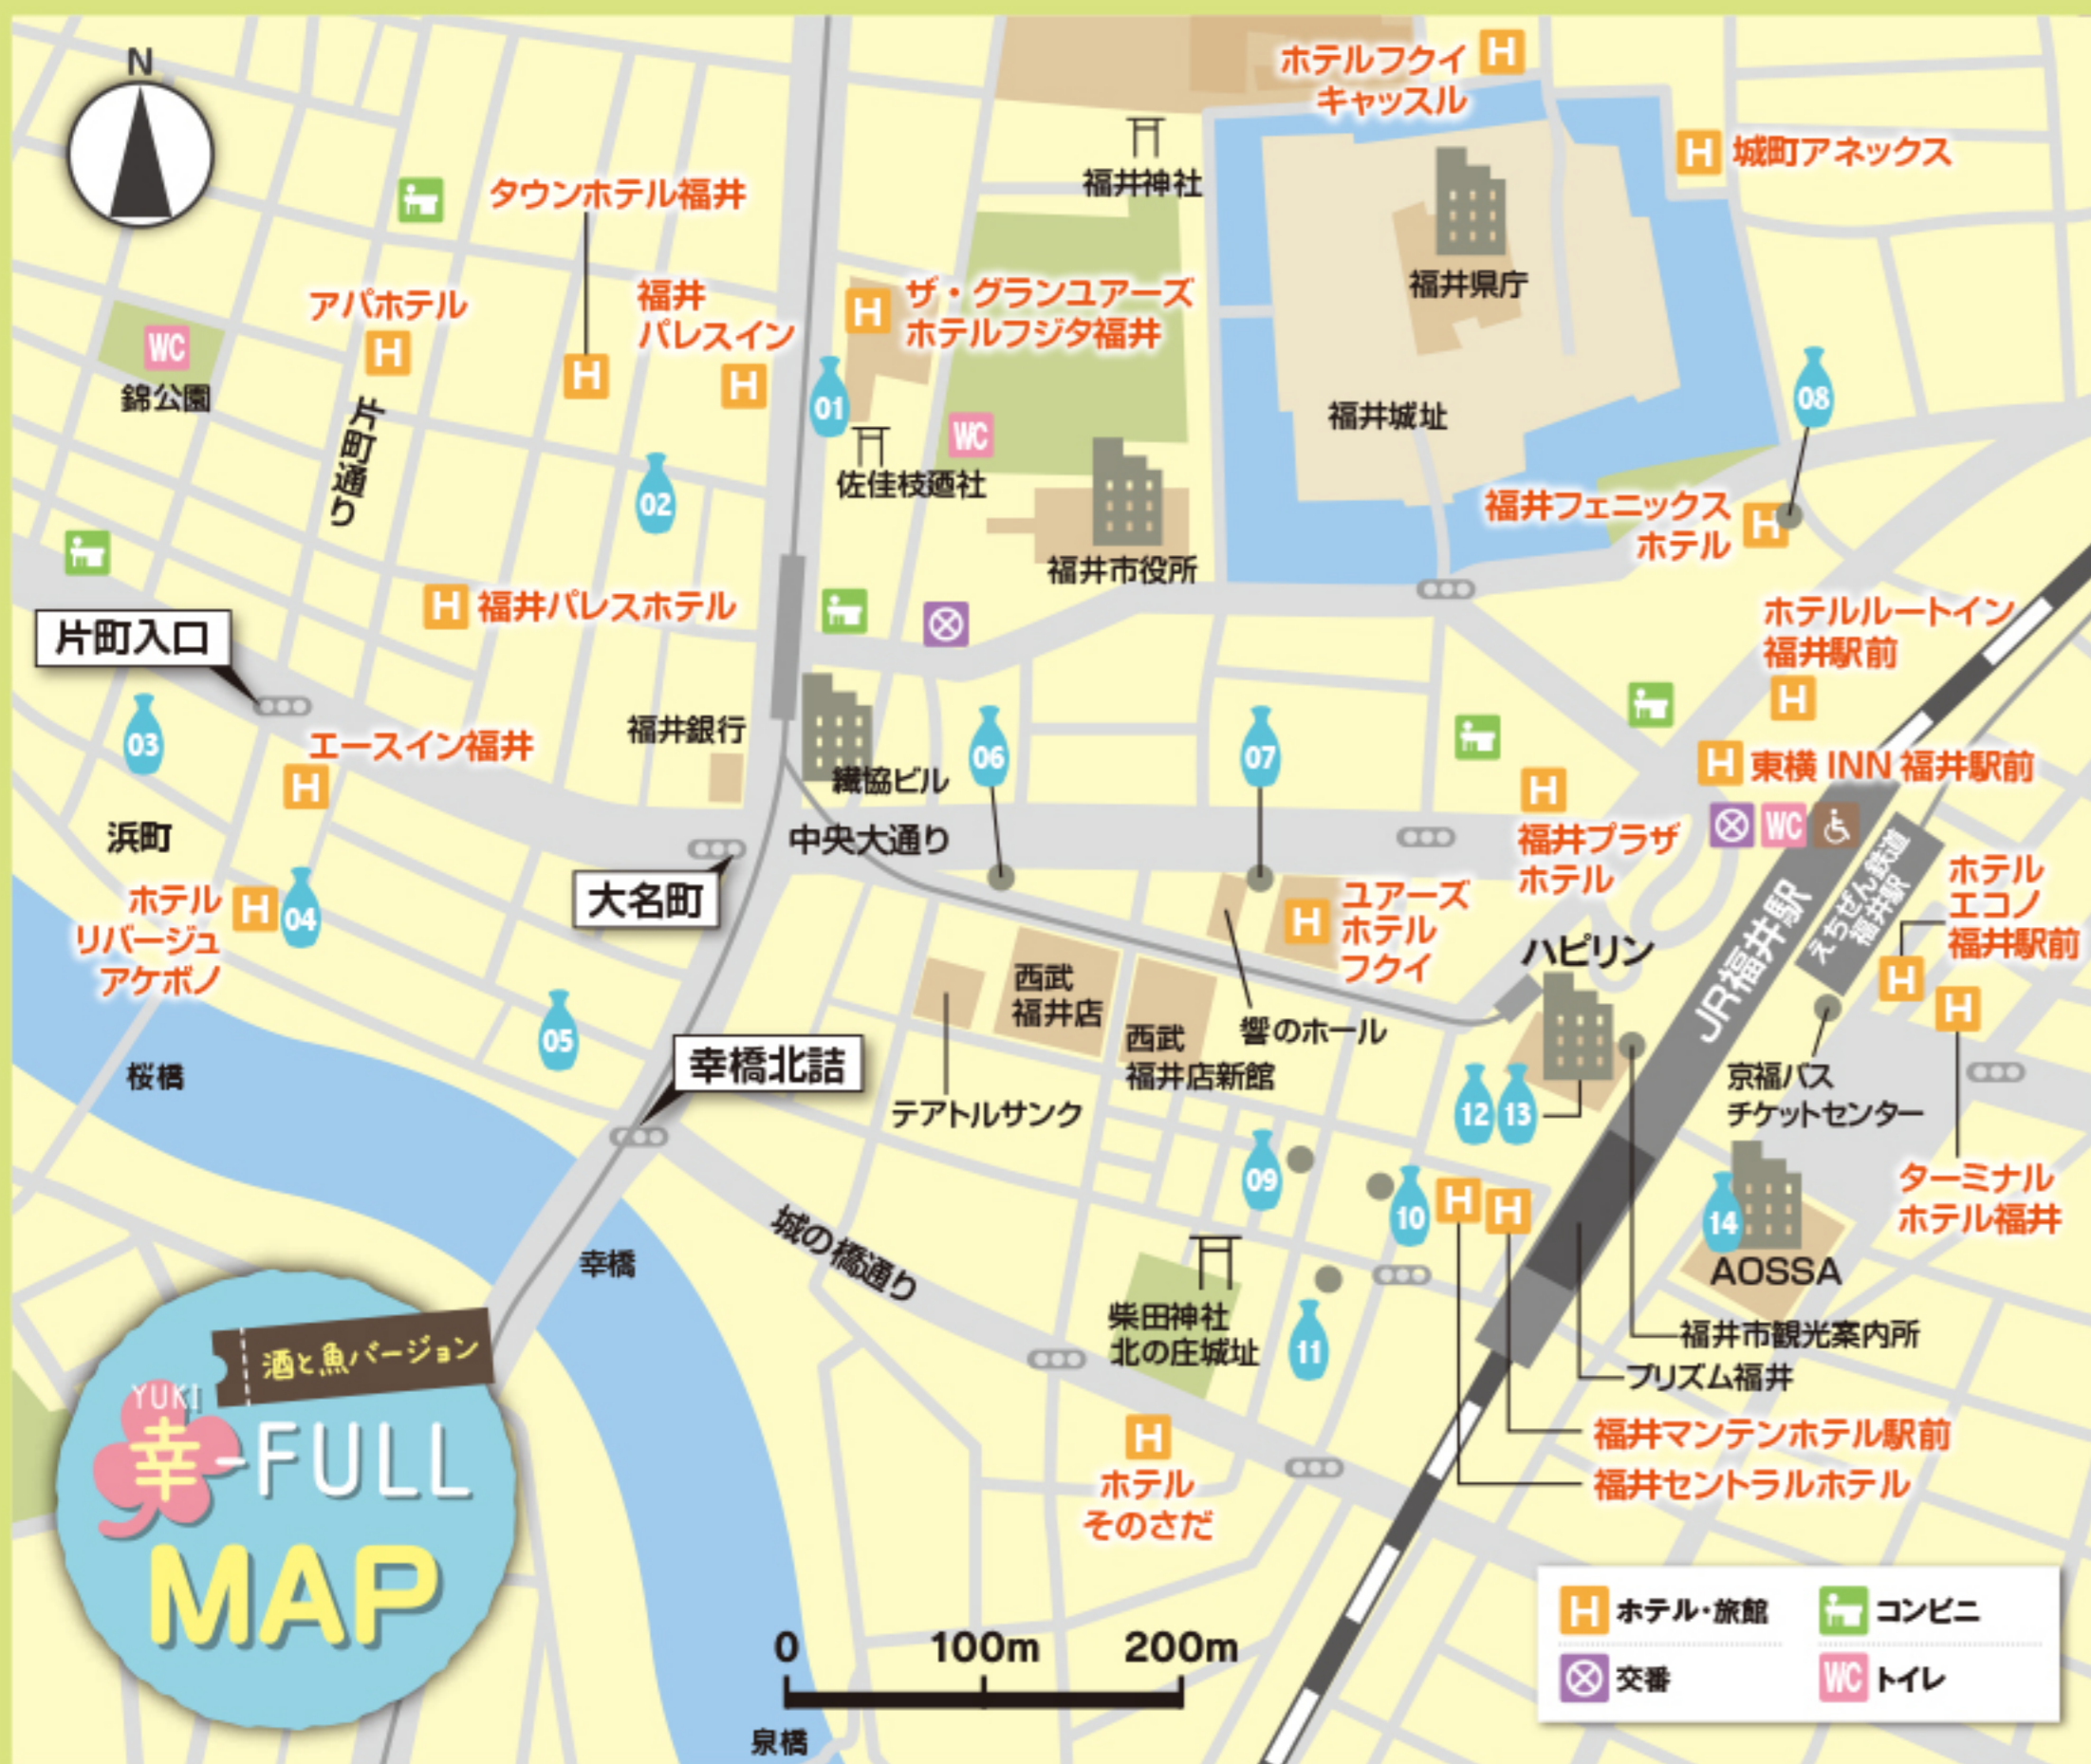 N
ホテルフクイ
キャッスル
H
H
城町アネックス
福井神社
タウンホテル福井
福井県庁
アパホテル
H
福井
パレスイン
H
ザ・グランユアーズ
ホテルフジタ福井
H
WC
錦公園
H
H
01
08
片町通り
福井城址
WC
佐佳枝廼社
02
福井フェニックス
ホテル
H
福井市役所
H
福井パレスホテル
ホテルルートイン
福井駅前
H
片町入口
03
エースイン福井
H
福井銀行
繊協ビル
06
07
H
東横 INN 福井駅前
浜町
中央大通り
H
福井プラザ
ホテル
WC
えちぜん鉄道
福井駅
ホテル
エコノ
福井駅前
H
大名町
ホテル
リバージュ
アケボノ
H
04
H
ユアーズ
ホテル
フクイ
ハピリン
JR福井駅
西武
福井店
西武
福井店新館
響のホール
H
05
幸橋北詰
桜橋
テアトルサンク
12
13
京福バス
チケットセンター
09
10
H
H
14
ターミナル
ホテル福井
城の橋通り
幸橋
AOSSA
柴田神社
北の庄城址
11
福井市観光案内所
プリズム福井
酒と魚バージョン
YUKI
幸-FULL
MAP
H
ホテル
そのさだ
福井マンテンホテル駅前
福井セントラルホテル
0 100m 200m
泉橋
H ホテル・旅館
コンビニ
交番
WC トイレ